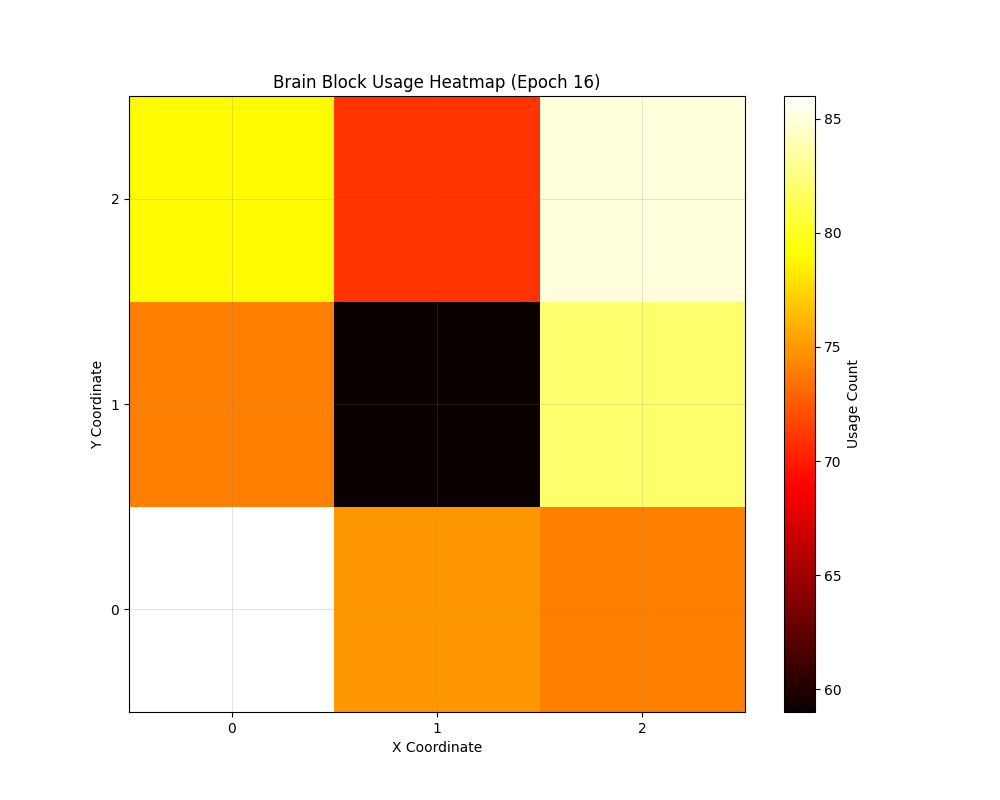 Brain Block Usage Heatmap (Epoch 16)
2
1
0
Y Coordinate
0 1 2
X Coordinate
85
80
75
70
65
60
Usage Count